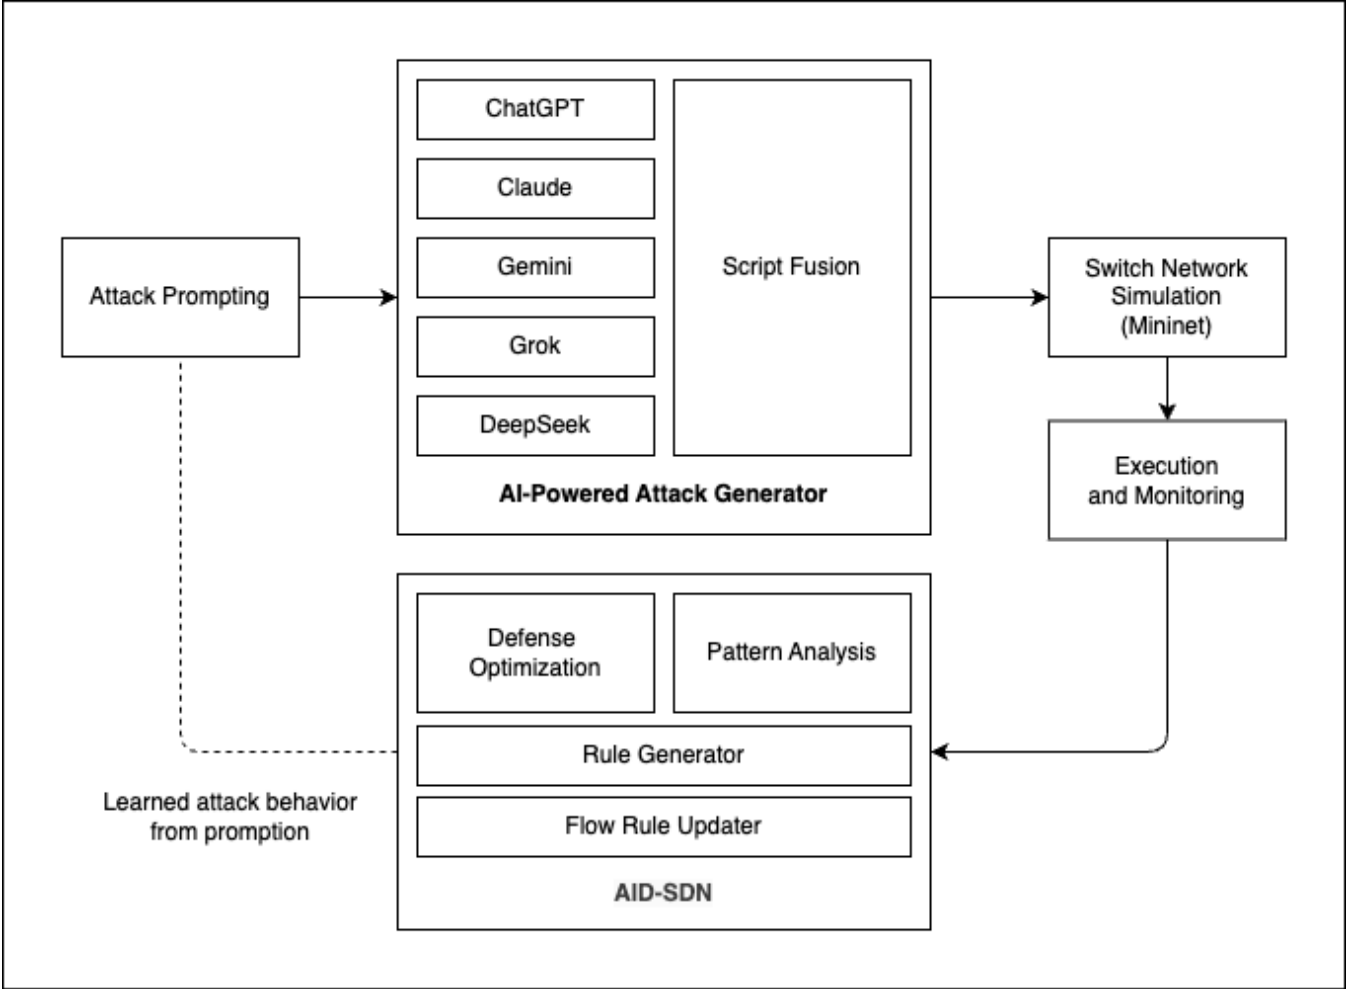 Attack Prompting
ChatGPT
Claude
Gemini
Grok
DeepSeek
Script Fusion
AI-Powered Attack Generator
Switch Network
Simulation
(Mininet)
Execution
and Monitoring
Defense
Optimization
Pattern Analysis
Rule Generator
Flow Rule Updater
AID-SDN
Learned attack behavior
from promption